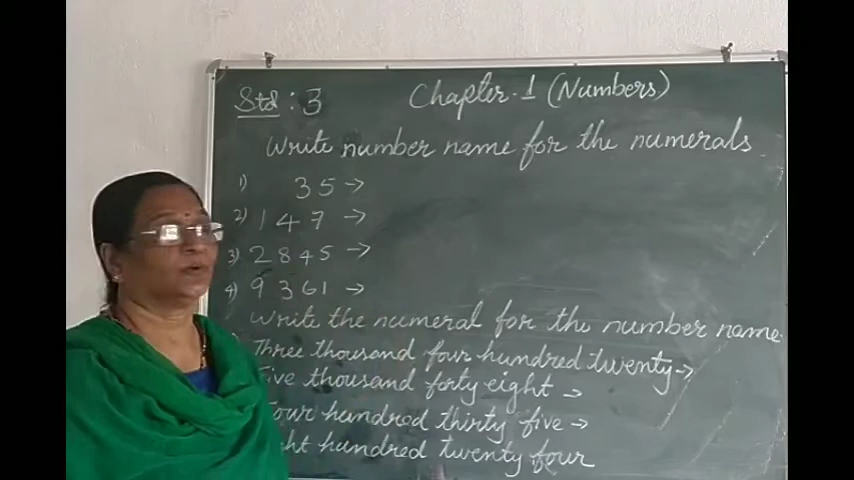 Std : 3 Chapter-1 (Numbers)
Write number name for the numerals
1) 35 →
2) 147 →
3) 2845 →
4) 9361 →
Write the numeral for the number name.
Three thousand four hundred twenty →
Five thousand forty eight →
Four hundred thirty five →
hundred twenty four